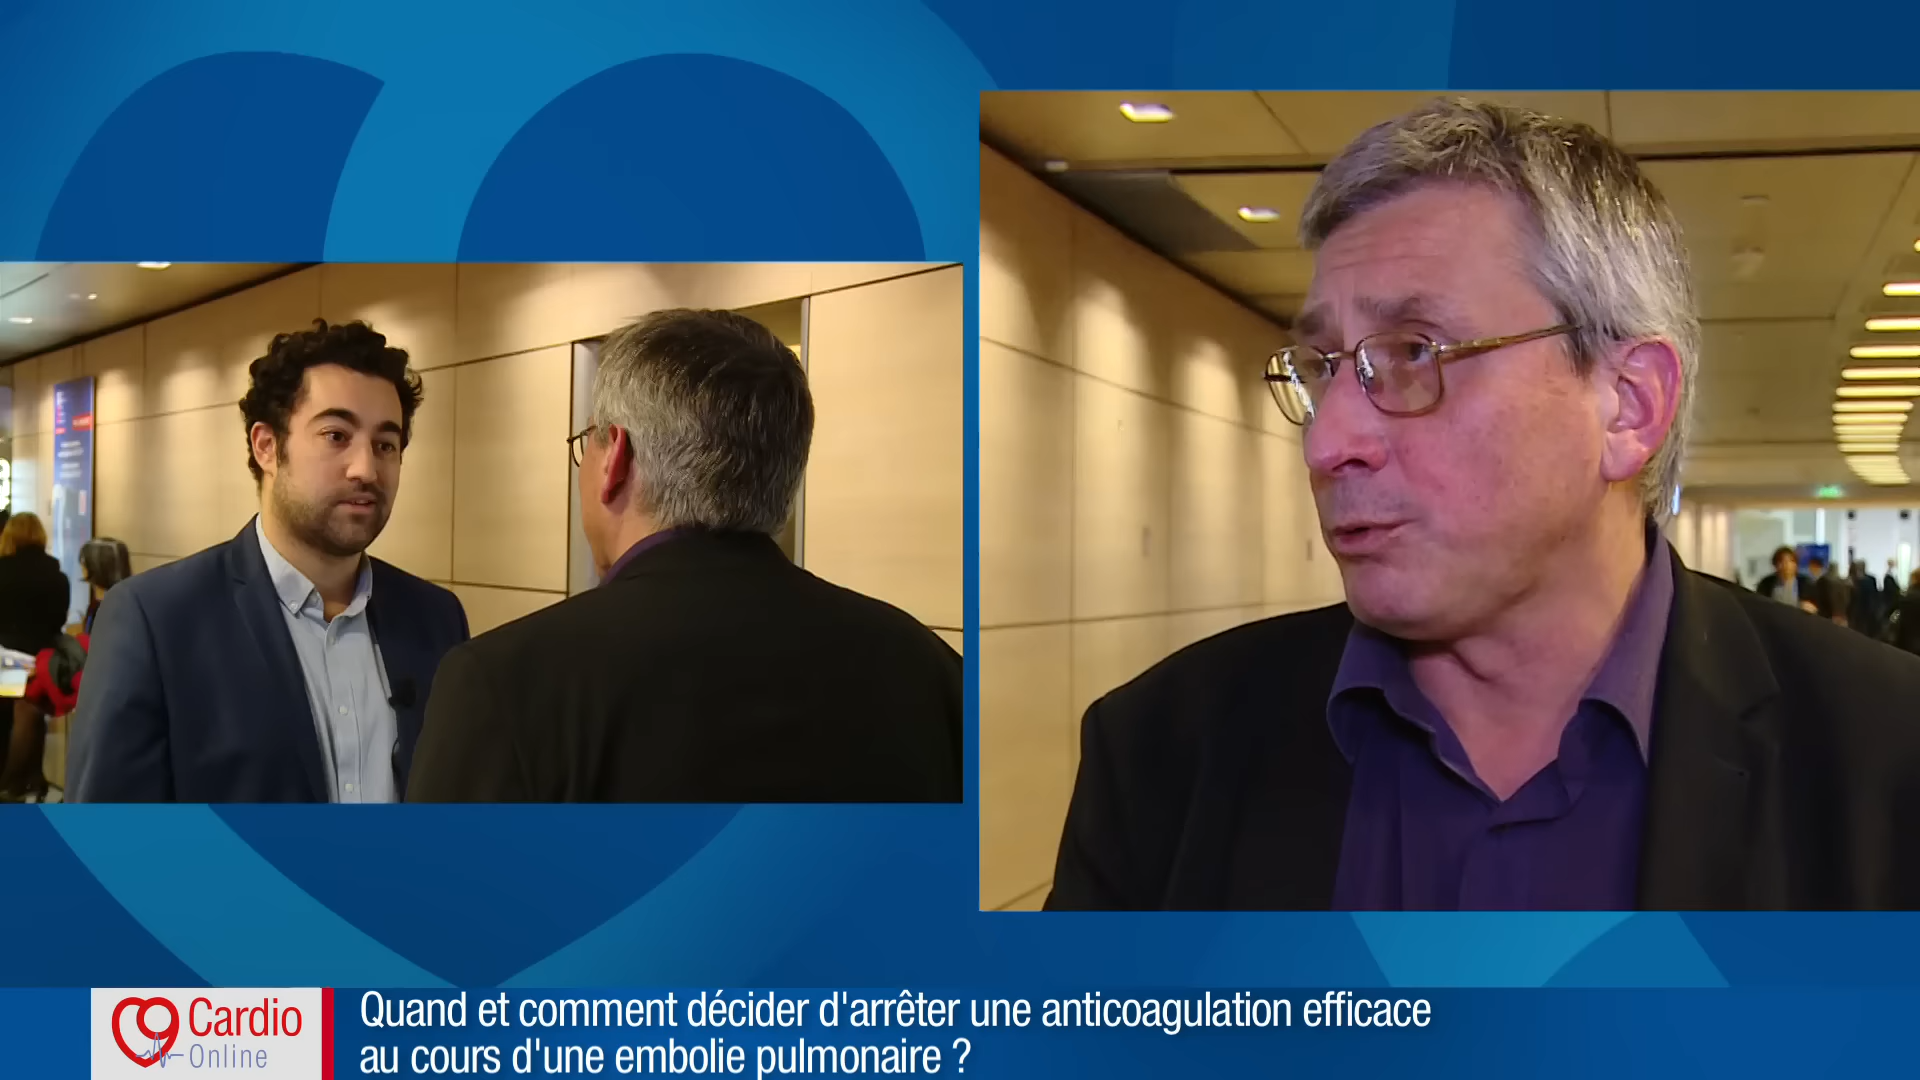 Cardio
Online
Quand et comment décider d'arrêter une anticoagulation efficace
au cours d'une embolie pulmonaire ?